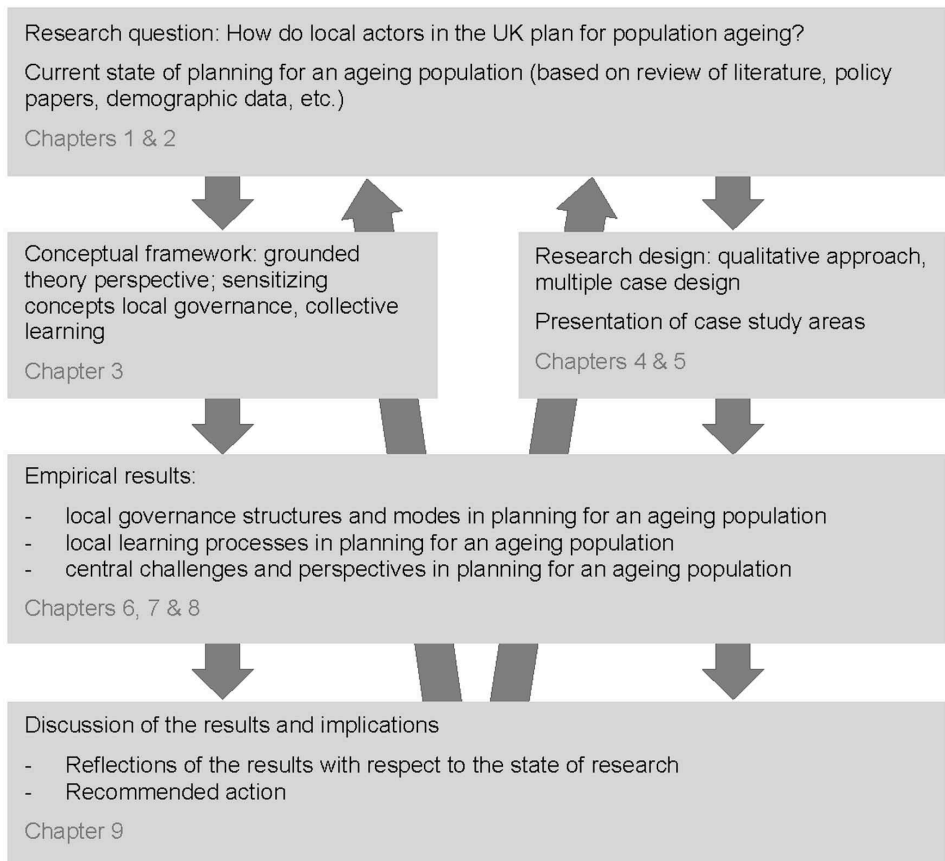 Research question: How do local actors in the UK plan for population ageing?
Current state of planning for an ageing population (based on review of literature, policy
papers, demographic data, etc.)
Chapters 1 & 2
Conceptual framework: grounded
theory perspective; sensitizing
concepts local governance, collective
learning
Chapter 3
Research design: qualitative approach,
multiple case design
Presentation of case study areas
Chapters 4 & 5
Empirical results:
- local governance structures and modes in planning for an ageing population
- local learning processes in planning for an ageing population
- central challenges and perspectives in planning for an ageing population
Chapters 6, 7 & 8
Discussion of the results and implications
- Reflections of the results with respect to the state of research
- Recommended action
Chapter 9